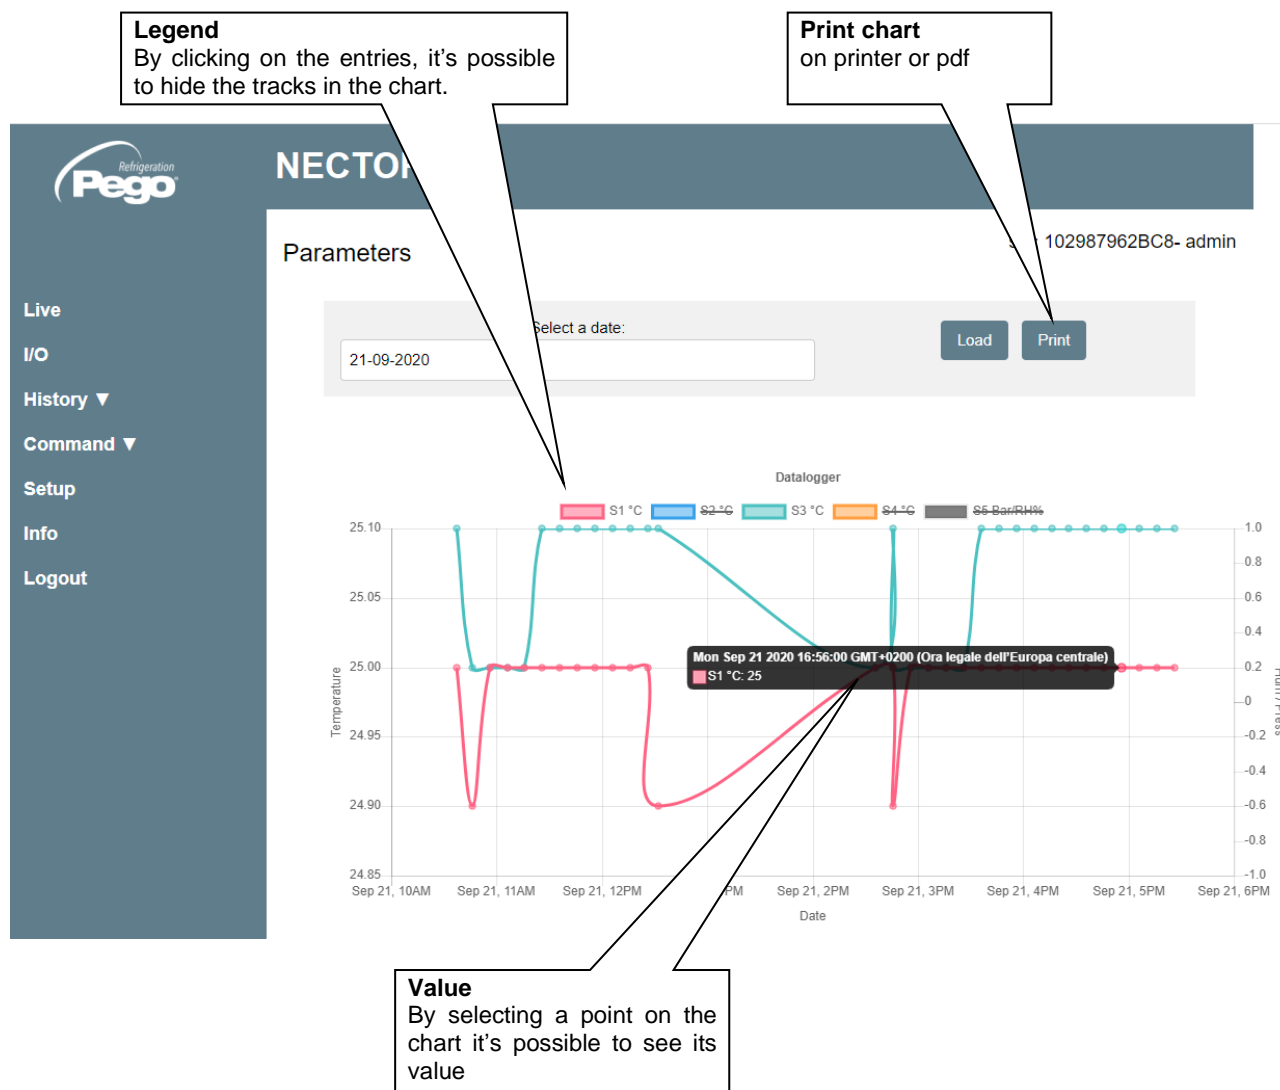 Legend
By clicking on the entries, it's possible
to hide the tracks in the chart.
Print chart
on printer or pdf
Refrigeration
Pego
NECTO
Parameters
102987962BC8- admin
Live
I/O
History ▼
Command ▼
Setup
Info
Logout
Select a date:
21-09-2020
Load
Print
Datalogger
S1 °C
S2 °C
S3 °C
S4 °C
S5 Bar/RH%
25.10
25.05
25.00
24.95
24.90
24.85
Temperature
1.0
0.8
0.6
0.4
0.2
0
-0.2
-0.4
-0.6
-0.8
-1.0
Hum / Press
Mon Sep 21 2020 16:56:00 GMT+0200 (Ora legale dell'Europa centrale)
S1 °C: 25
Sep 21, 10AM
Sep 21, 11AM
Sep 21, 12PM
PM
Sep 21, 2PM
Sep 21, 3PM
Sep 21, 4PM
Sep 21, 5PM
Sep 21, 6PM
Date
Value
By selecting a point on the
chart it's possible to see its
value